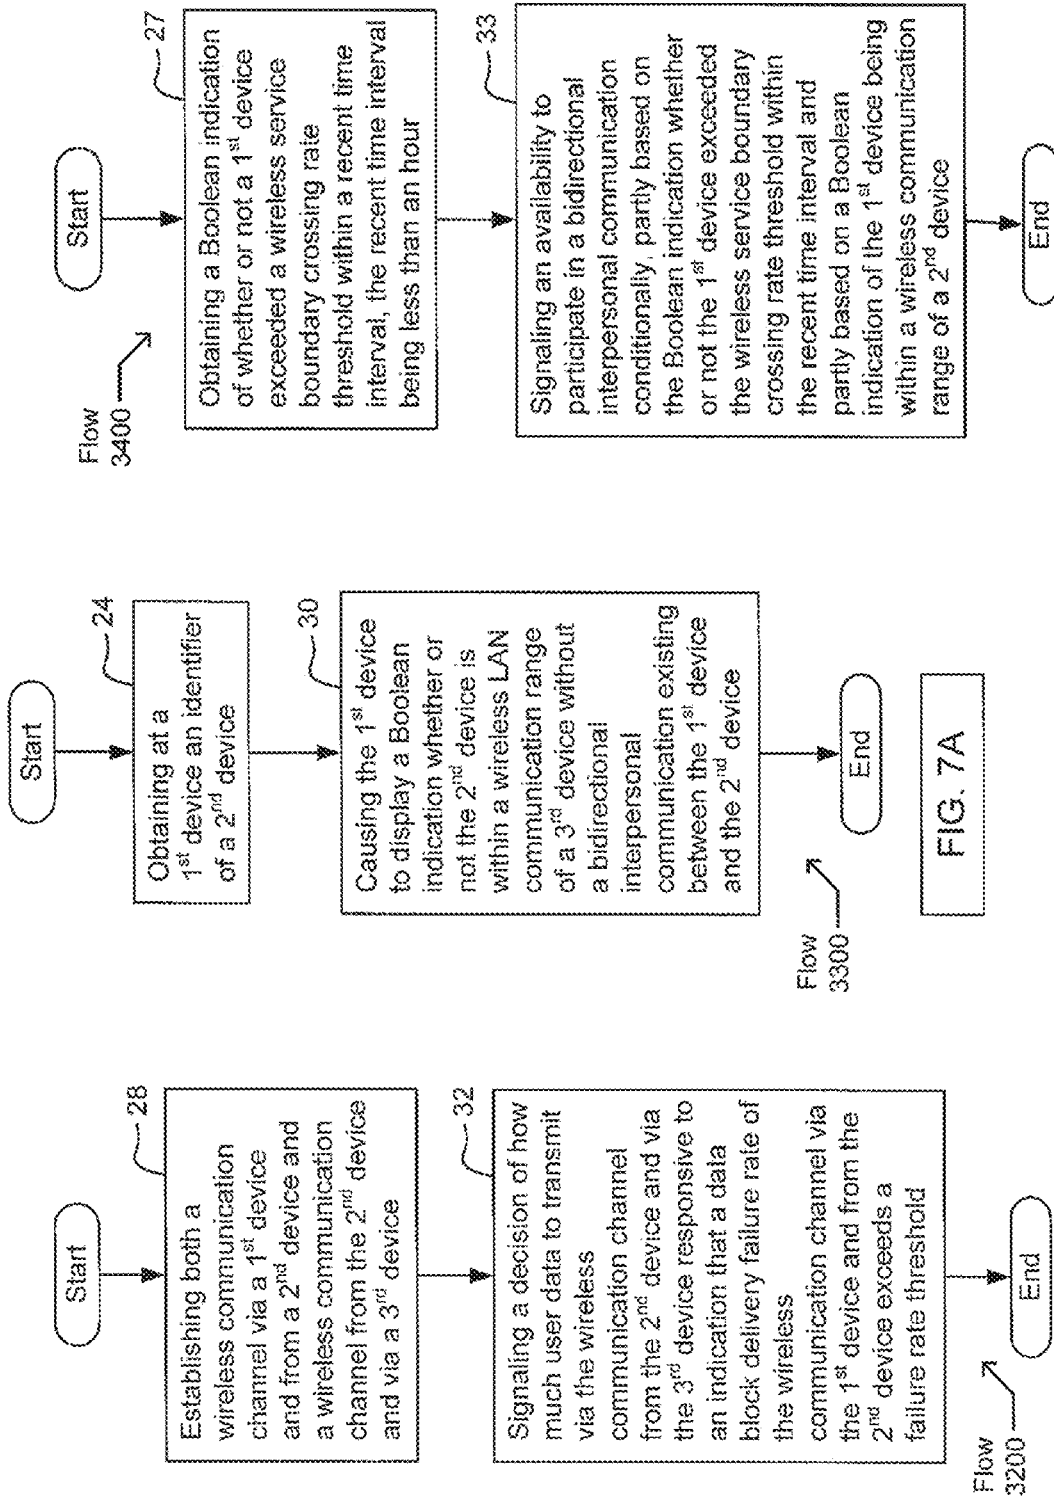 Start
28
Establishing both a
wireless communication
channel via a 1st device
and from a 2nd device and
a wireless communication
channel from the 2nd device
and via a 3rd device
32
Signaling a decision of how
much user data to transmit
via the wireless
communication channel
from the 2nd device and via
the 3rd device responsive to
an indication that a data
block delivery failure rate of
the wireless
communication channel via
the 1st device and from the
2nd device exceeds a
failure rate threshold
End
Flow
3200
Start
24
Obtaining at a
1st device an identifier
of a 2nd device
30
Causing the 1st device
to display a Boolean
indication whether or
not the 2nd device is
within a wireless LAN
communication range
of a 3rd device without
a bidirectional
interpersonal
communication existing
between the 1st device
and the 2nd device
End
Flow
3300
Flow
3400
Start
27
Obtaining a Boolean indication
of whether or not a 1st device
exceeded a wireless service
boundary crossing rate
threshold within a recent time
interval, the recent time interval
being less than an hour
33
Signaling an availability to
participate in a bidirectional
interpersonal communication
conditionally, partly based on
the Boolean indication whether
or not the 1st device exceeded
the wireless service boundary
crossing rate threshold within
the recent time interval and
partly based on a Boolean
indication of the 1st device being
within a wireless communication
range of a 2nd device
End
FIG. 7A